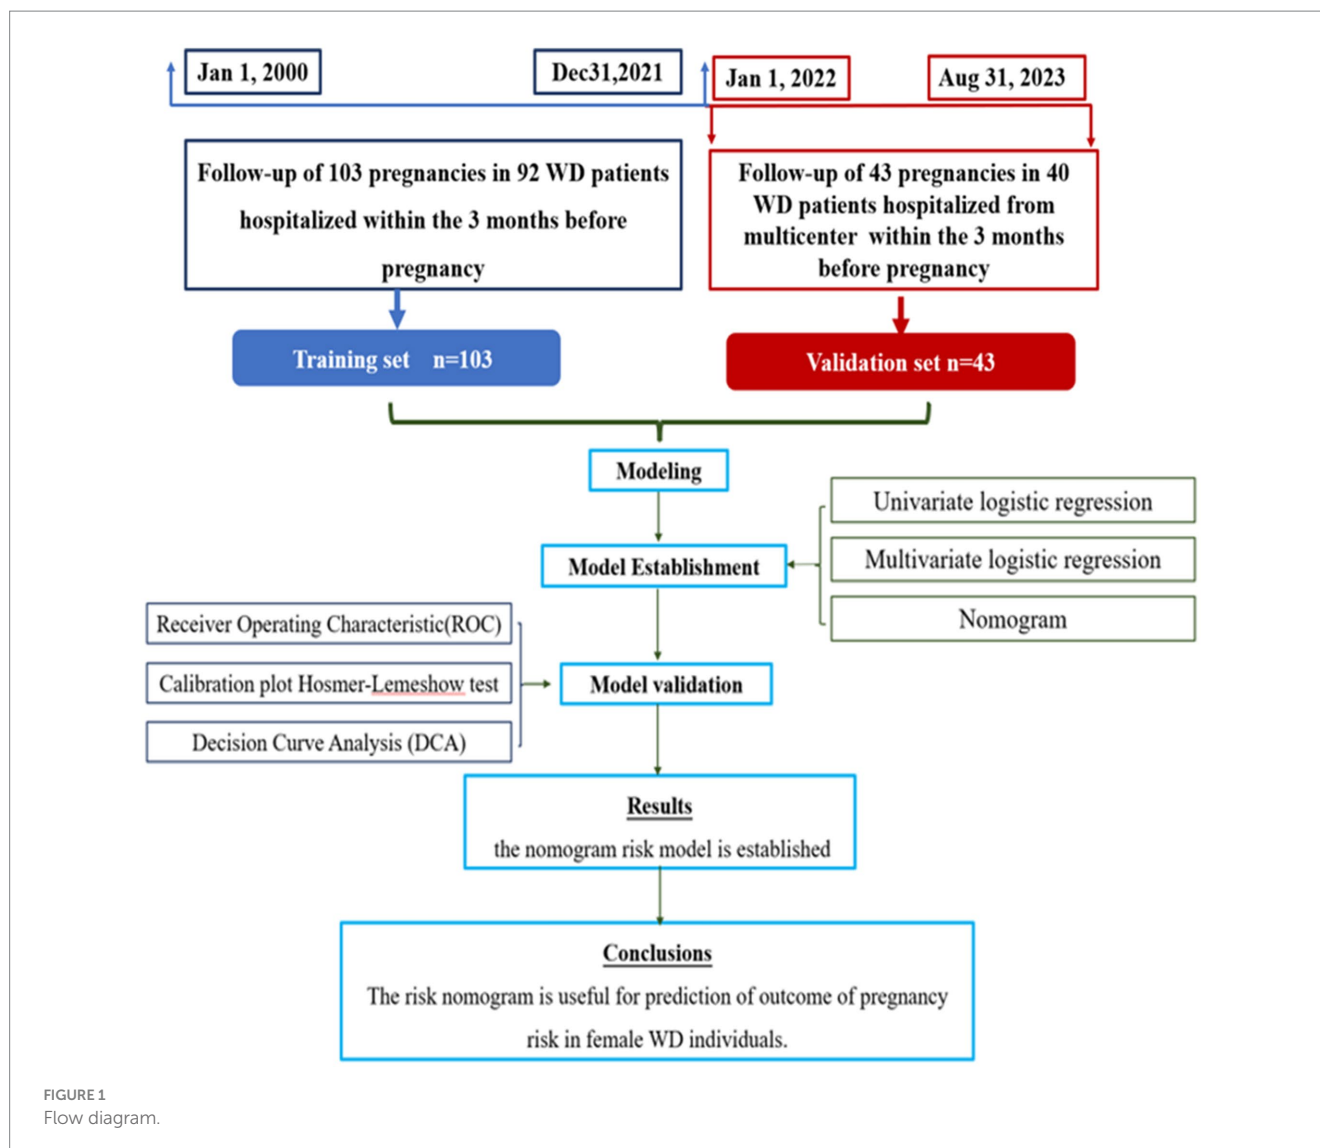 Jan 1, 2000
Dec31,2021
Jan 1, 2022
Aug 31, 2023
Follow-up of 103 pregnancies in 92 WD patients
hospitalized within the 3 months before
pregnancy
Follow-up of 43 pregnancies in 40
WD patients hospitalized from
multicenter within the 3 months
before pregnancy
Training set n=103
Validation set n=43
Modeling
Univariate logistic regression
Model Establishment
Multivariate logistic regression
Nomogram
Receiver Operating Characteristic(ROC)
Calibration plot Hosmer-Lemeshow test
Model validation
Decision Curve Analysis (DCA)
Results
the nomogram risk model is established
Conclusions
The risk nomogram is useful for prediction of outcome of pregnancy
risk in female WD individuals.
FIGURE 1
Flow diagram.